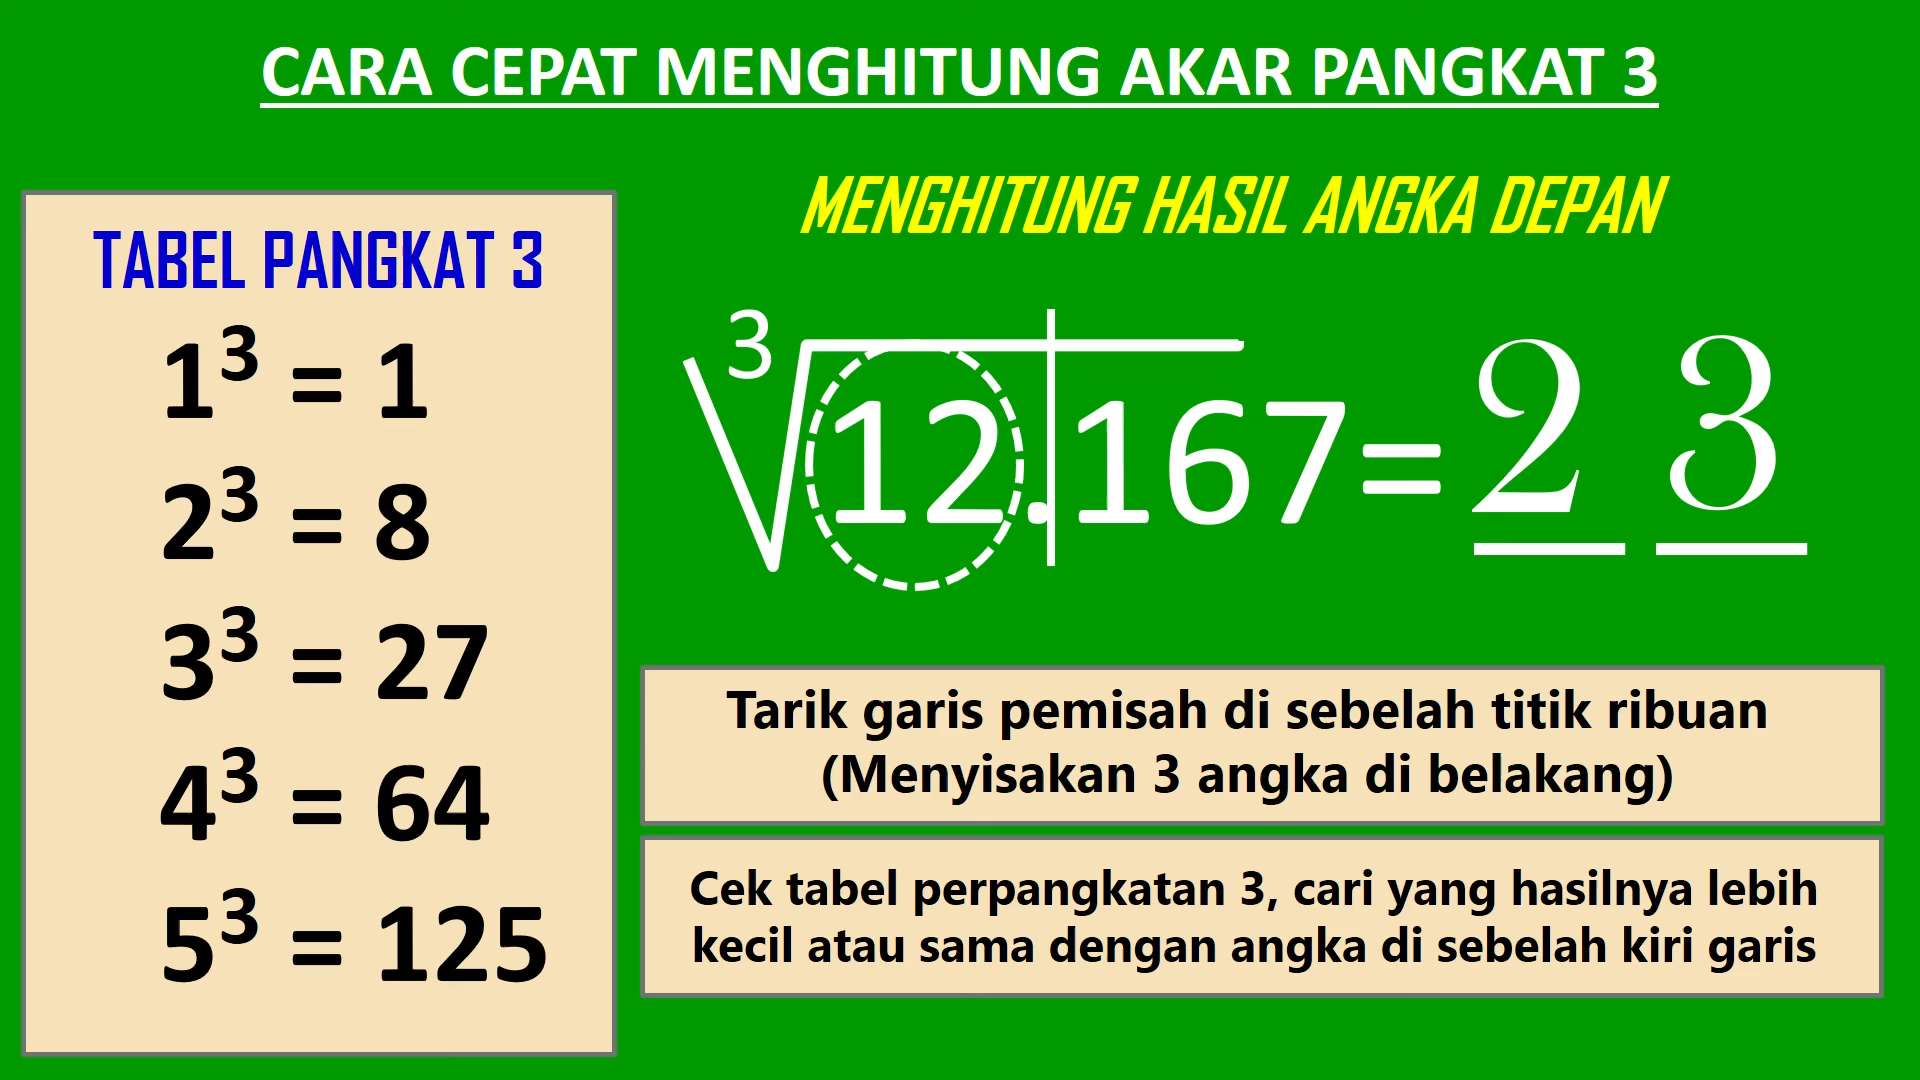 CARA CEPAT MENGHITUNG AKAR PANGKAT 3
TABEL PANGKAT 3
1³ = 1
2³ = 8
3³ = 27
4³ = 64
5³ = 125
MENGHITUNG HASIL ANGKA DEPAN
³√12.|167= 2 3
Tarik garis pemisah di sebelah titik ribuan
(Menyisakan 3 angka di belakang)
Cek tabel perpangkatan 3, cari yang hasilnya lebih
kecil atau sama dengan angka di sebelah kiri garis